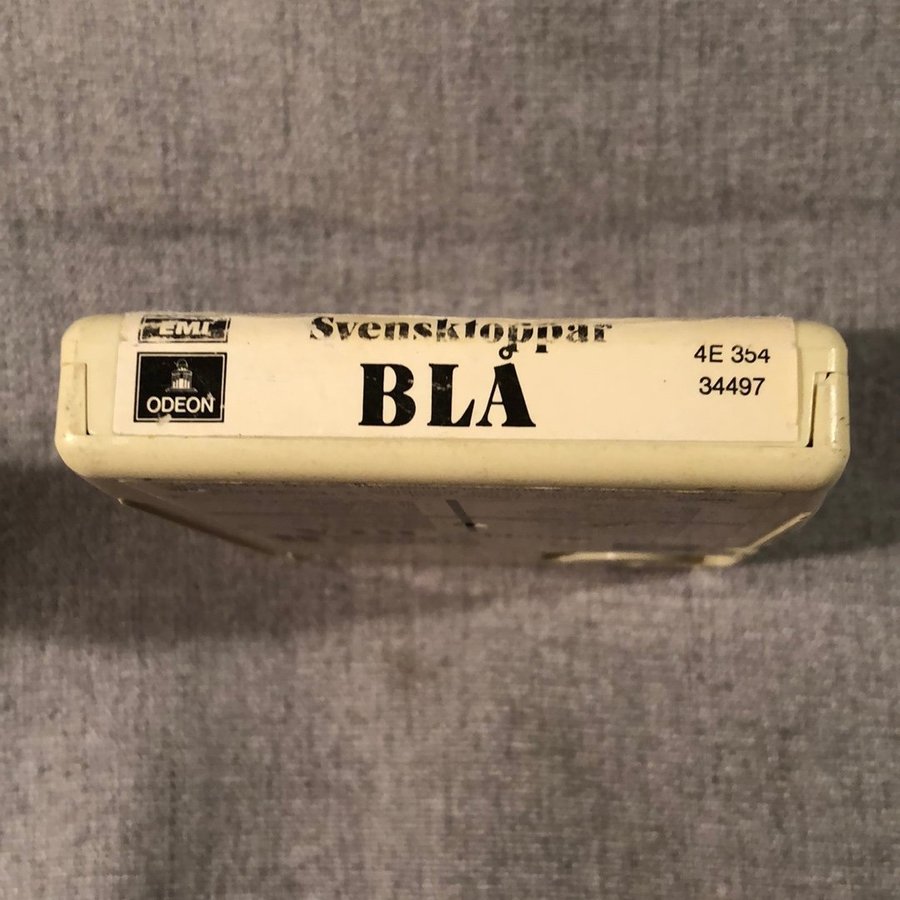 EMI
ODEON
Svensktoppar
BLÅ
4E 354
34497